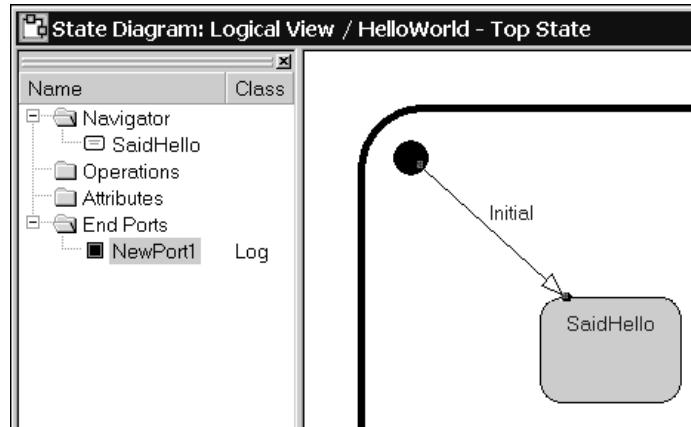 State Diagram: Logical View / HelloWorld - Top State
Name Class
Navigator
SaidHello
Operations
Attributes
End Ports
NewPort1 Log
Initial
SaidHello